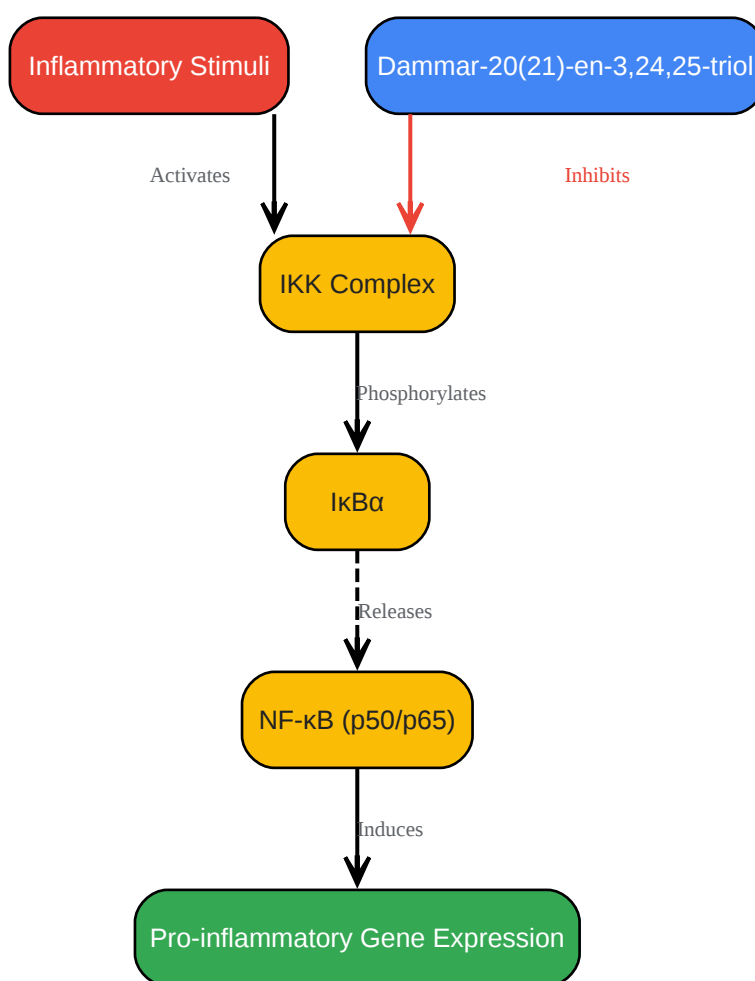 Inflammatory Stimuli
Dammar-20(21)-en-3,24,25-triol
Activates
Inhibits
IKK Complex
Phosphorylates
IκBα
Releases
NF-κB (p50/p65)
Induces
Pro-inflammatory Gene Expression